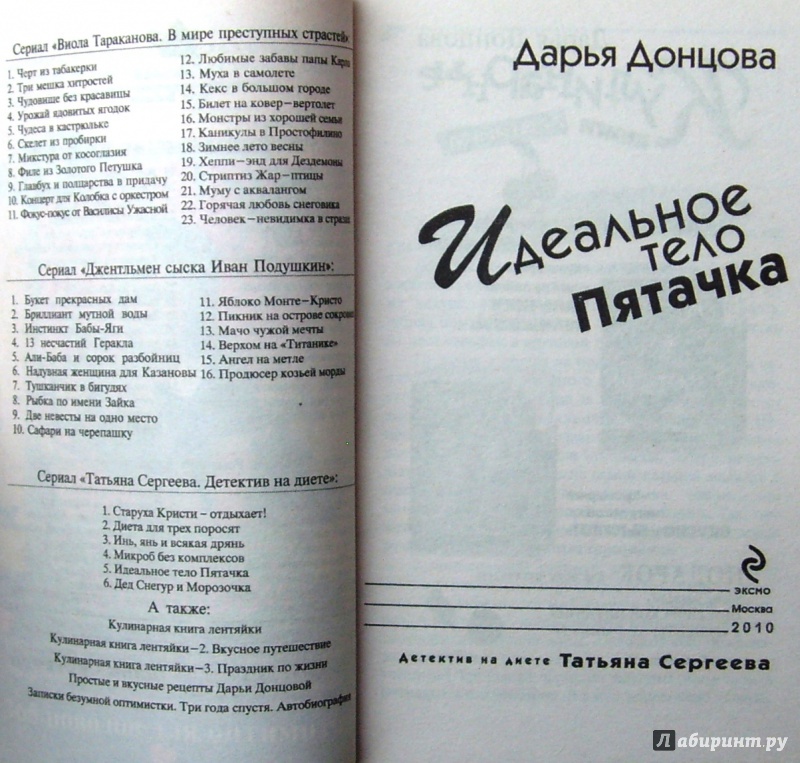 Сериал «Виола Тараканова. В мире преступных страстей»
1. Черт из табакерки
2. Три мешка хитростей
3. Чудовище без красавицы
4. Урожай ядовитых ягодок
5. Чудеса в кастрюльке
6. Скелет из пробирки
7. Микстура от косоглазия
8. Филе из Золотого Петушка
9. Главбух и полцарства в придачу
10. Концерт для Колобка с оркестром
11. Фокус-покус от Василисы Ужасной
12. Любимые забавы папы Карло
13. Муха в самолете
14. Кекс в большом городе
15. Билет на ковер-вертолет
16. Монстры из хорошей семьи
17. Каникулы в Простофилино
18. Зимнее лето весны
19. Хеппи-энд для Дездемоны
20. Стриптиз Жар-птицы
21. Муму с аквалангом
22. Горячая любовь снеговика
23. Человек-невидимка в стразах
Сериал «Джентльмен сыска Иван Подушкин»:
1. Букет прекрасных дам
2. Бриллиант мутной воды
3. Инстинкт Бабы-Яги
4. 13 несчастий Геракла
5. Али-Баба и сорок разбойниц
6. Надувная женщина для Казановы
7. Тушканчик в бигудях
8. Рыбка по имени Зайка
9. Две невесты на одно место
10. Сафари на черепашку
11. Яблоко Монте-Кристо
12. Пикник на острове сокровищ
13. Мачо чужой мечты
14. Верхом на «Титанике»
15. Ангел на метле
16. Продюсер козьей морды
Сериал «Татьяна Сергеева. Детектив на диете»:
1. Старуха Кристи – отдыхает!
2. Диета для трех поросят
3. Инь, янь и всякая дрянь
4. Микроб без комплексов
5. Идеальное тело Пятачка
6. Дед Снегур и Морозочка
А также:
Кулинарная книга лентяйки
Кулинарная книга лентяйки–2. Вкусное путешествие
Кулинарная книга лентяйки–3. Праздник по жизни
Простые и вкусные рецепты Дарьи Донцовой
Записки безумной оптимистки. Три года спустя. Автобиография
Дарья Донцова
Идеальное
тело
Пятачка
эксмо
Москва
2010
Детектив на диете Татьяна Сергеева
Лабиринт.ру